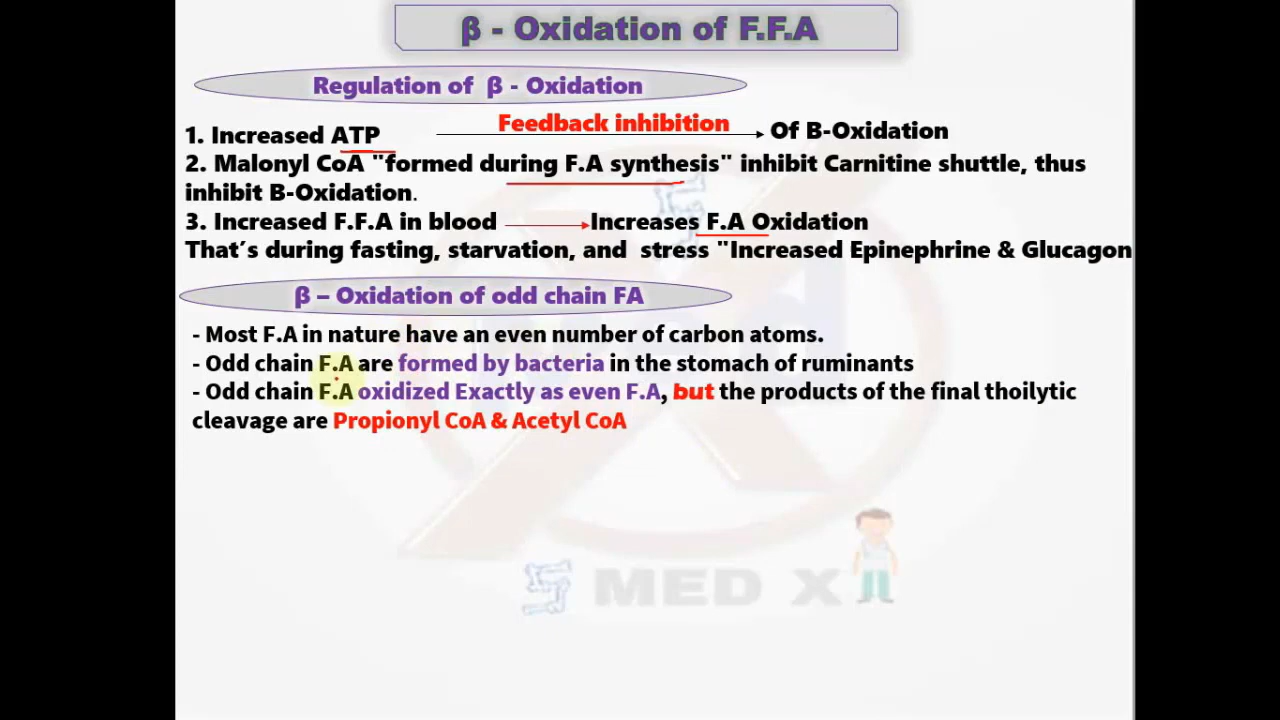 β - Oxidation of F.F.A
Regulation of β - Oxidation
1. Increased ATP Feedback inhibition Of B-Oxidation
2. Malonyl CoA "formed during F.A synthesis" inhibit Carnitine shuttle, thus
inhibit B-Oxidation.
3. Increased F.F.A in blood Increases F.A Oxidation
That's during fasting, starvation, and stress "Increased Epinephrine & Glucagon
β – Oxidation of odd chain FA
- Most F.A in nature have an even number of carbon atoms.
- Odd chain F.A are formed by bacteria in the stomach of ruminants
- Odd chain F.A oxidized Exactly as even F.A, but the products of the final thoilytic
cleavage are Propionyl CoA & Acetyl CoA
MED X